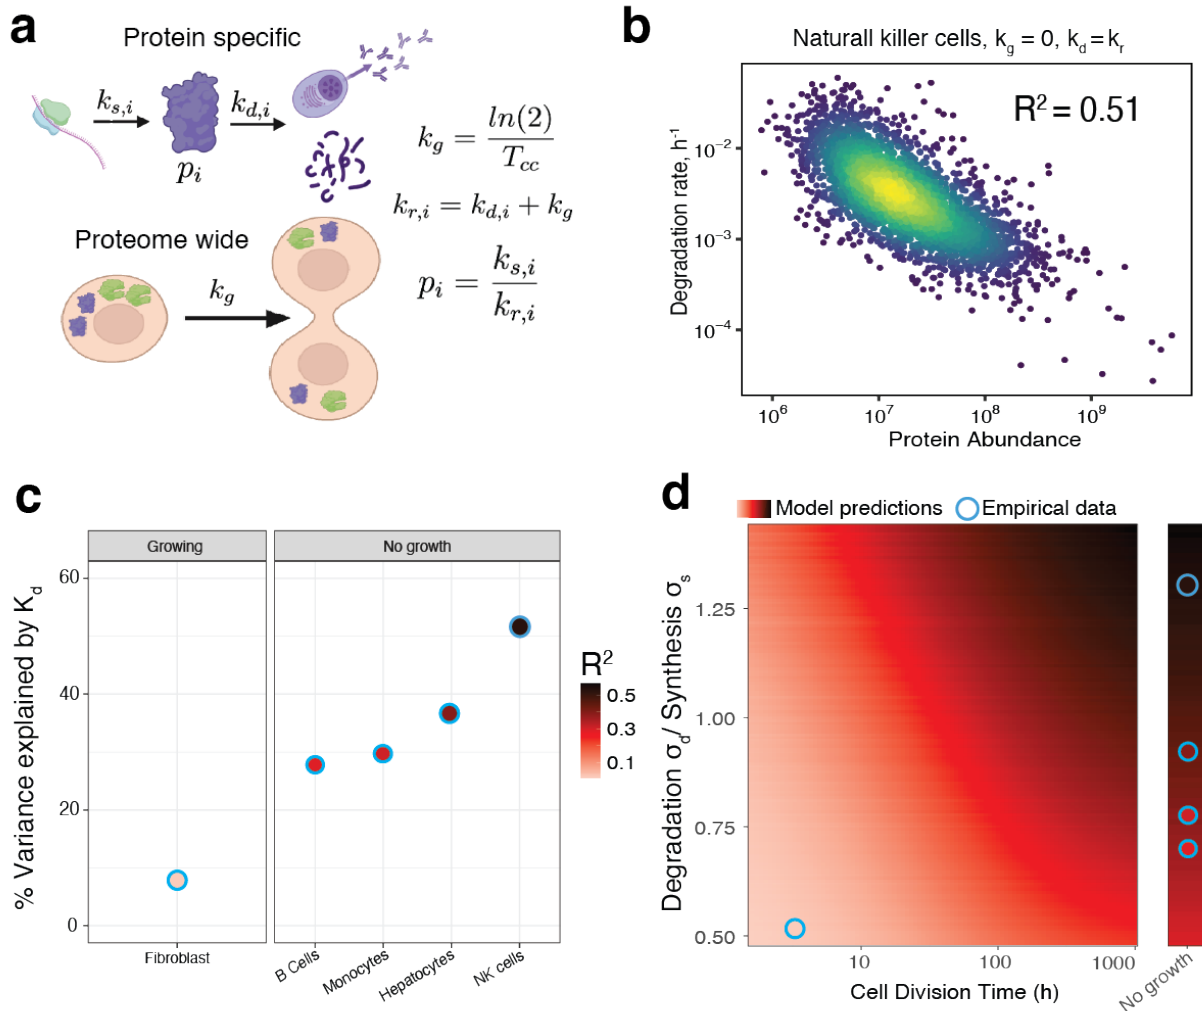 a
Protein specific
k_{s,i}
k_{d,i}
p_i
k_g = \frac{ln(2)}{T_{cc}}
k_{r,i} = k_{d,i} + k_g
p_i = \frac{k_{s,i}}{k_{r,i}}
Proteome wide
k_g
b
Naturall killer cells, k_g = 0, k_d = k_r
R² = 0.51
Degradation rate, h⁻¹
10⁻²
10⁻³
10⁻⁴
10⁶ 10⁷ 10⁸ 10⁹
Protein Abundance
c
Growing No growth
% Variance explained by K_d
60
40
20
0
Fibroblast B Cells Monocytes Hepatocytes NK cells
R²
0.5
0.3
0.1
d
Model predictions Empirical data
Degradation σ_d/ Synthesis σ_s
1.25
1.00
0.75
0.50
10 100 1000 No growth
Cell Division Time (h)